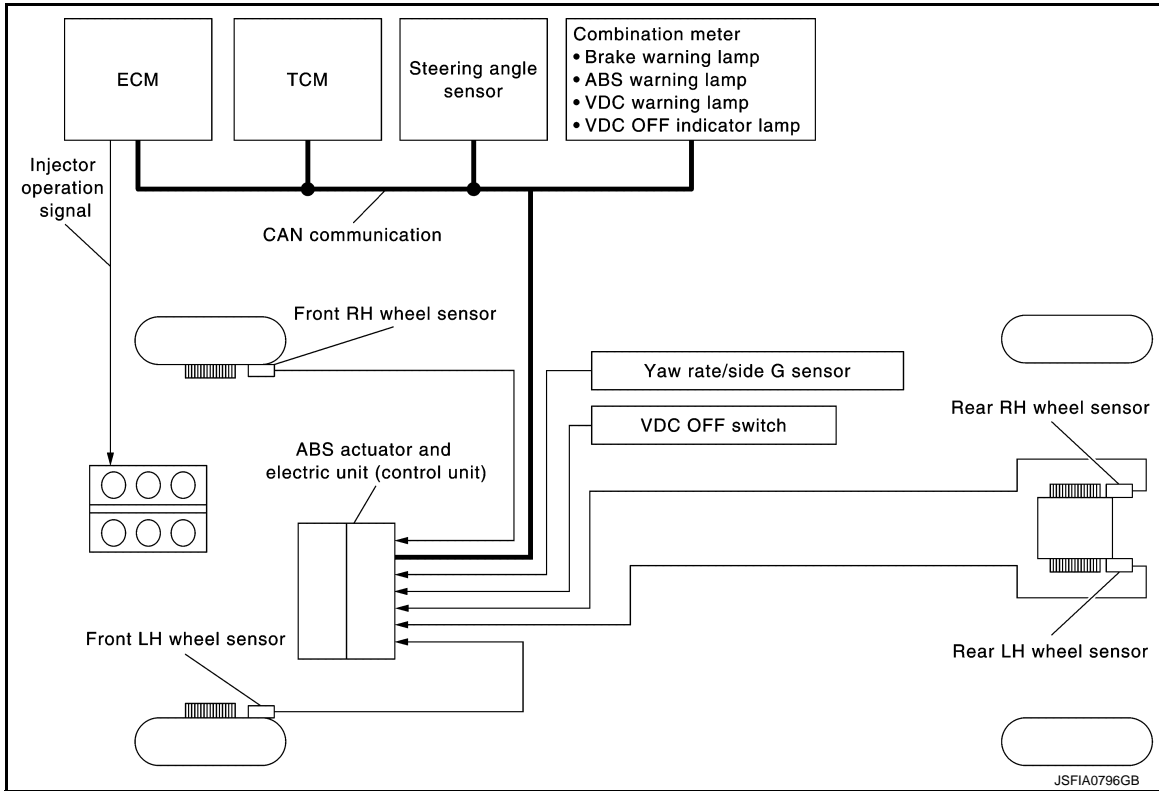 ECM
TCM
Steering angle
sensor
Combination meter
• Brake warning lamp
• ABS warning lamp
• VDC warning lamp
• VDC OFF indicator lamp
Injector
operation
signal
CAN communication
Front RH wheel sensor
Yaw rate/side G sensor
VDC OFF switch
Rear RH wheel sensor
ABS actuator and
electric unit (control unit)
Front LH wheel sensor
Rear LH wheel sensor
JSFIA0796GB